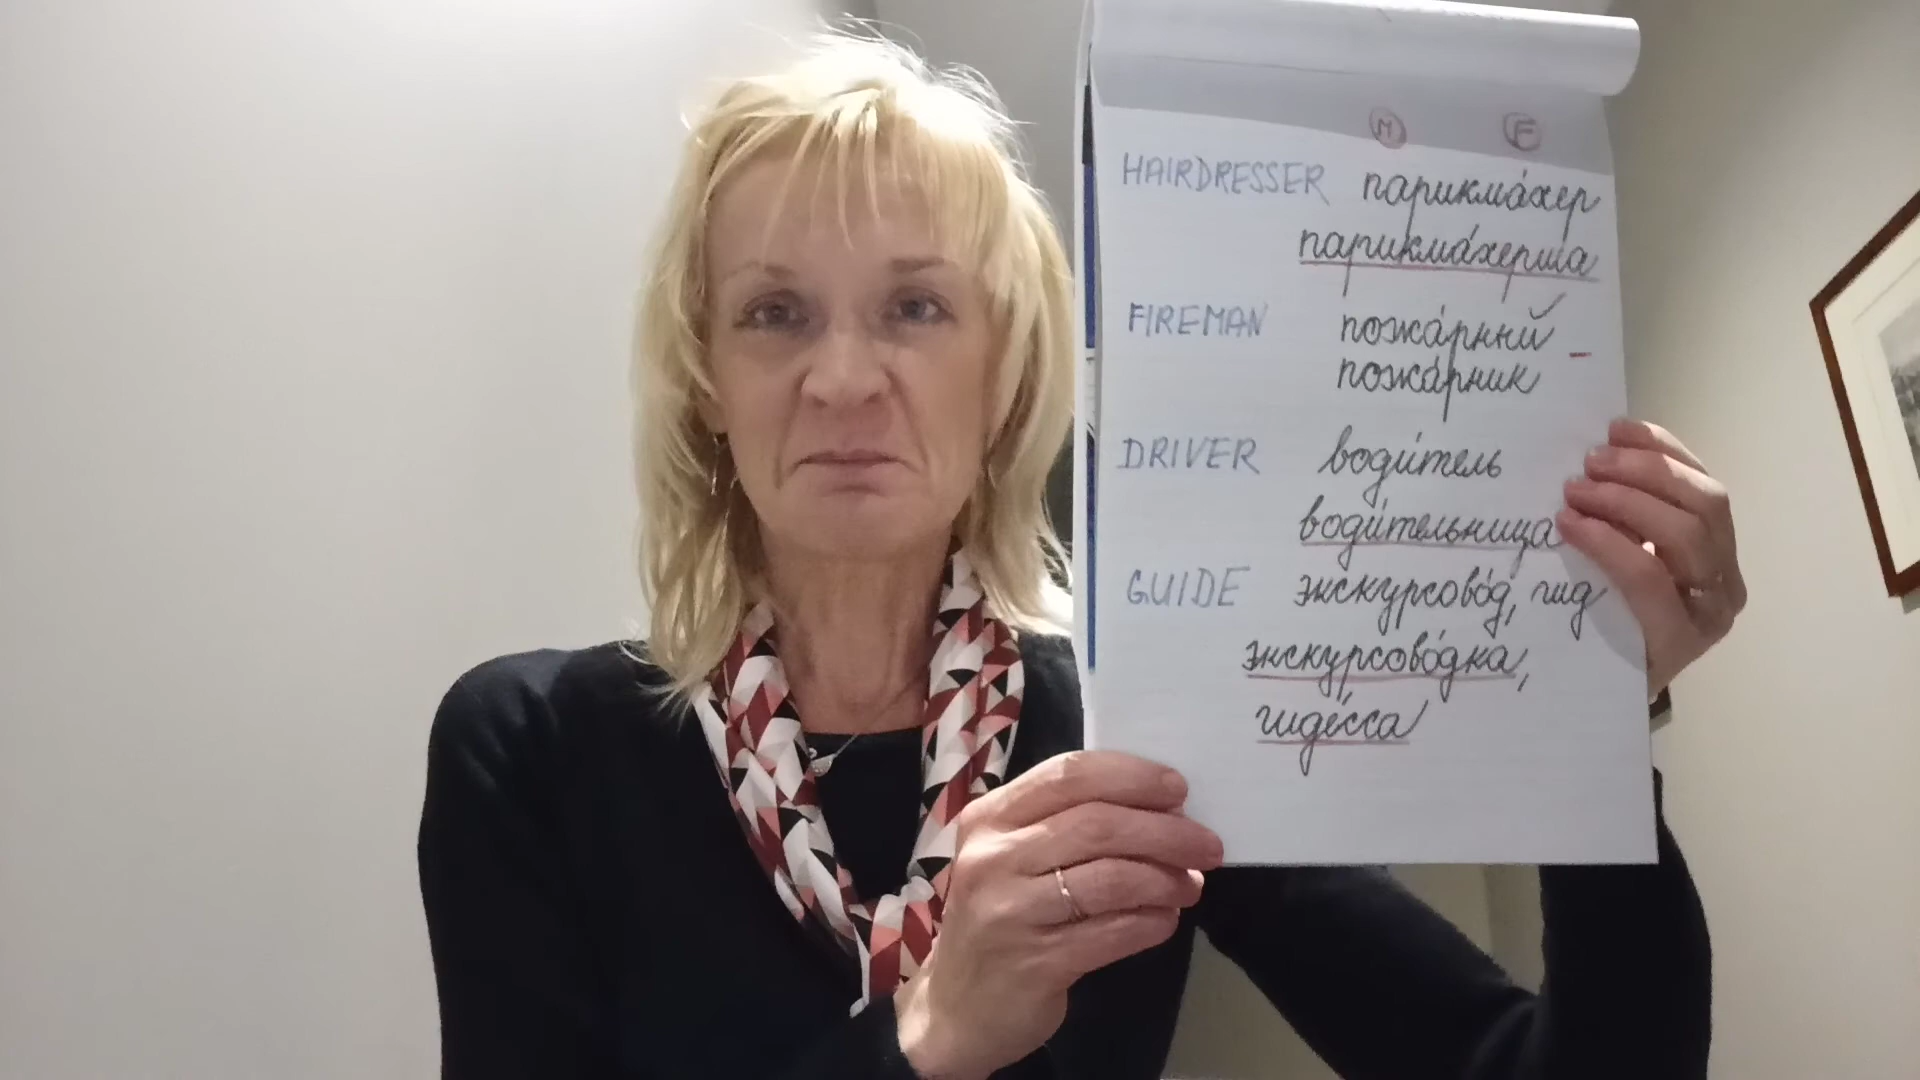 M F
HAIRDRESSER парикма́хер
парикма́херша
FIREMAN пожа́рный –
пожа́рник
DRIVER води́тель
води́тельница
GUIDE экскурсово́д, гид
экскурсово́дка,
гиде́сса